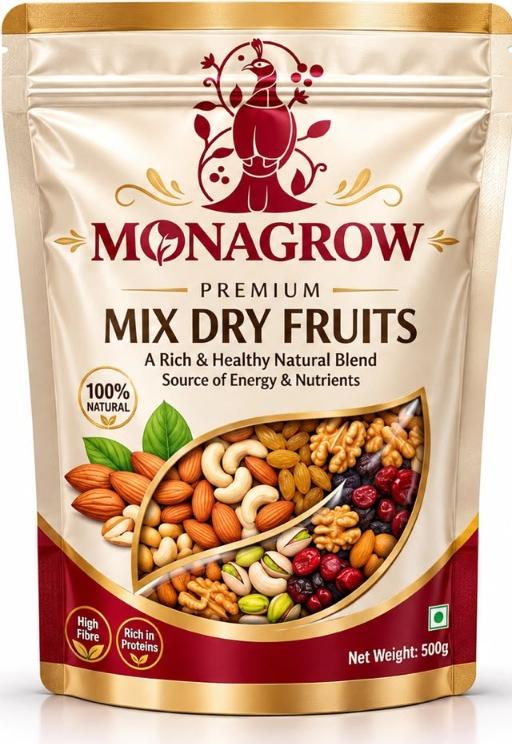 MONAGROW
PREMIUM
MIX DRY FRUITS
A Rich & Healthy Natural Blend
Source of Energy & Nutrients
100%
NATURAL
High
Fibre
Rich in
Proteins
Net Weight: 500g